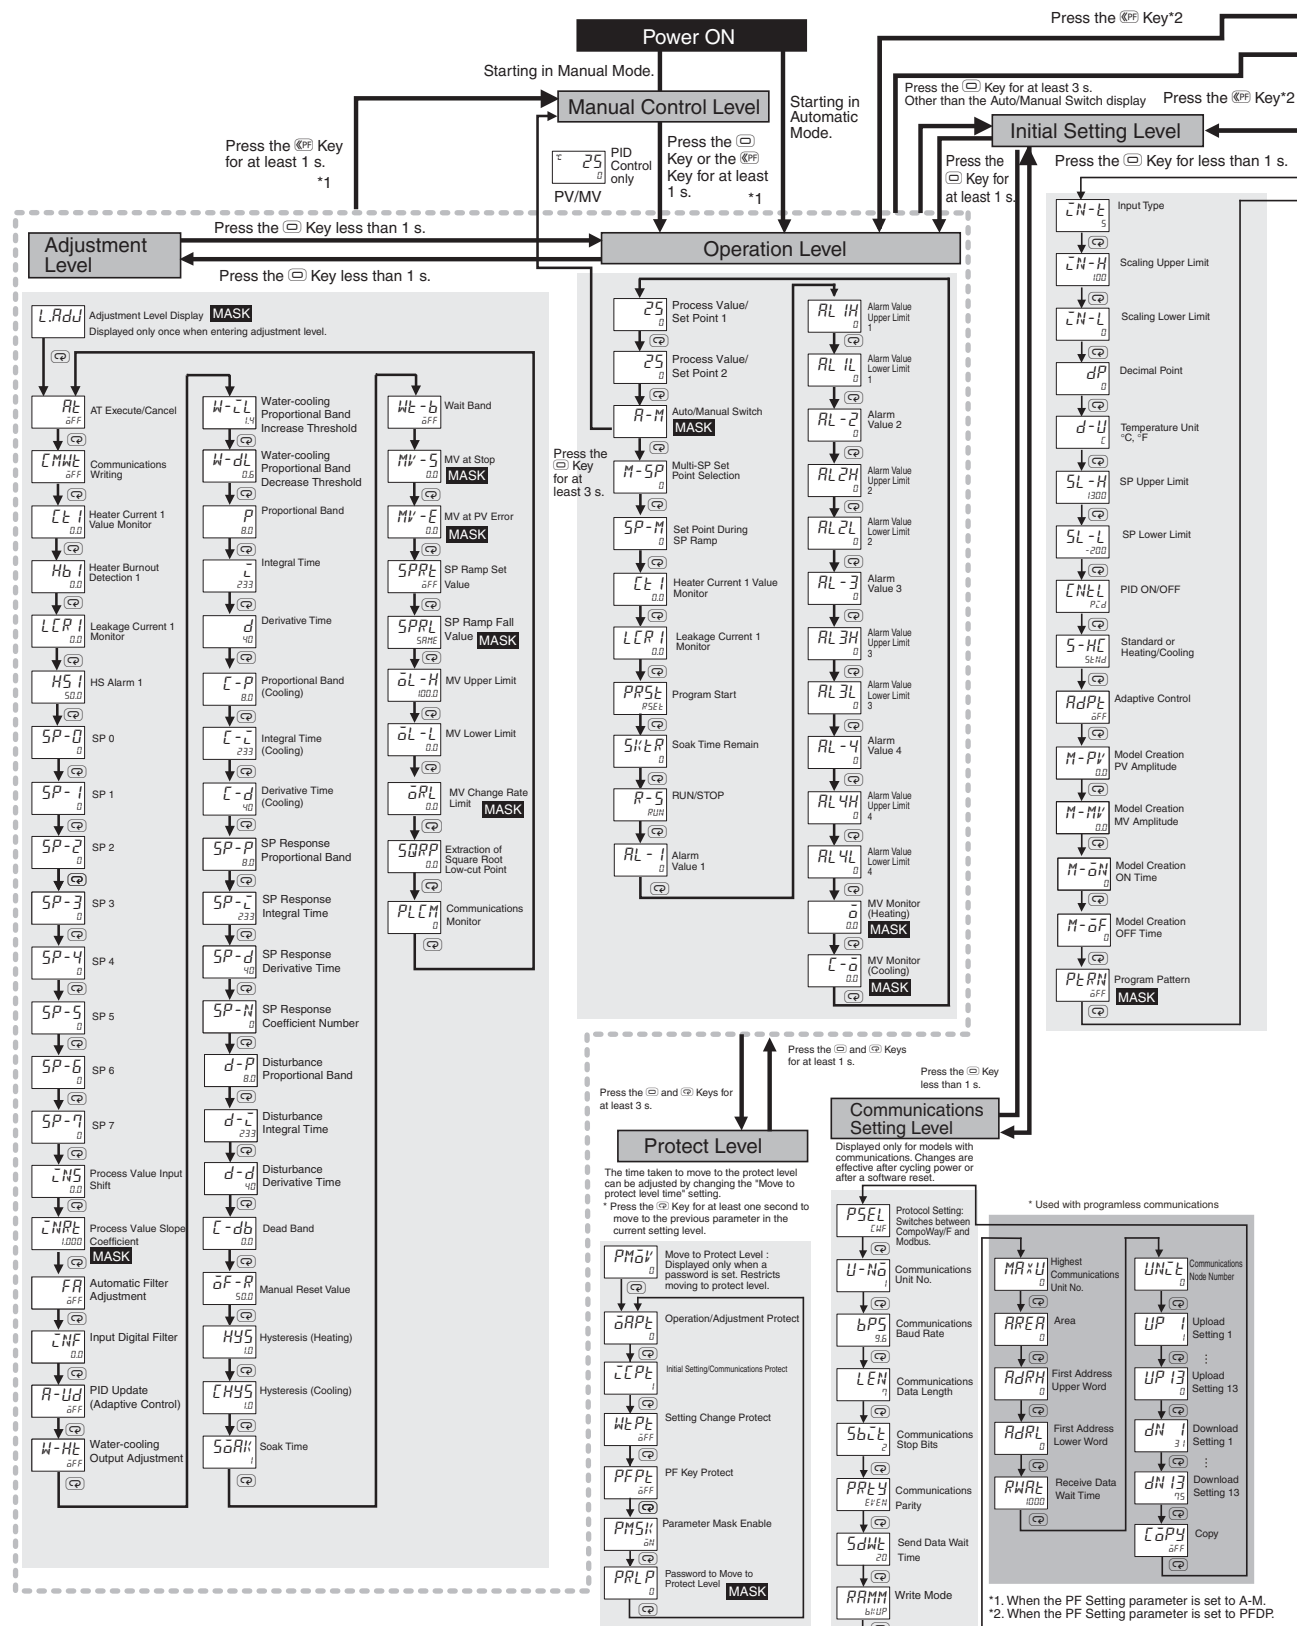 Press the PF Key*2
Power ON
Starting in Manual Mode.
Manual Control Level
Starting in
Automatic
Mode.
Press the Key for at least 3 s.
Other than the Auto/Manual Switch display
Press the PF Key*2
Initial Setting Level
Press the PF Key
for at least 1 s.
*1
25
0
PID
Control
only
PV/MV
Press the
Key or the PF
Key for at least
1 s.
*1
Press the
Key for
at least 1 s.
Press the Key for less than 1 s.
Adjustment
Level
Press the Key less than 1 s.
Press the Key less than 1 s.
Operation Level
L.AdJ
Adjustment Level Display MASK
Displayed only once when entering adjustment level.
AT Execute/Cancel
Communications
Writing
Heater Current 1
Value Monitor
Heater Burnout
Detection 1
Leakage Current 1
Monitor
HS Alarm 1
SP-0 SP 0
SP-1 SP 1
SP-2 SP 2
SP-3 SP 3
SP-4 SP 4
SP-5 SP 5
SP-6 SP 6
SP-7 SP 7
Process Value Input
Shift
Process Value Slope
Coefficient
MASK
Automatic Filter
Adjustment
Input Digital Filter
PID Update
(Adaptive Control)
Water-cooling
Output Adjustment
Water-cooling
Proportional Band
Increase Threshold
Water-cooling
Proportional Band
Decrease Threshold
Proportional Band
Integral Time
Derivative Time
Proportional Band
(Cooling)
Integral Time
(Cooling)
Derivative Time
(Cooling)
SP Response
Proportional Band
SP Response
Integral Time
SP Response
Derivative Time
SP Response
Coefficient Number
Disturbance
Proportional Band
Disturbance
Integral Time
Disturbance
Derivative Time
Dead Band
Manual Reset Value
Hysteresis (Heating)
Hysteresis (Cooling)
Soak Time
Wait Band
MV at Stop
MASK
MV at PV Error
MASK
SP Ramp Set
Value
SP Ramp Fall
Value MASK
MV Upper Limit
MV Lower Limit
MV Change Rate
Limit MASK
Extraction of
Square Root
Low-cut Point
Communications
Monitor
Process Value/
Set Point 1
Process Value/
Set Point 2
Auto/Manual Switch
MASK
Press the
Key
for at
least 3 s.
Multi-SP Set
Point Selection
Set Point During
SP Ramp
Heater Current 1 Value
Monitor
Leakage Current 1
Monitor
Program Start
Soak Time Remain
RUN/STOP
Alarm
Value 1
Alarm Value
Upper Limit
1
Alarm Value
Lower Limit
1
Alarm
Value 2
Alarm Value
Upper Limit
2
Alarm Value
Lower Limit
2
Alarm
Value 3
Alarm Value
Upper Limit
3
Alarm Value
Lower Limit
3
Alarm
Value 4
Alarm Value
Upper Limit
4
Alarm Value
Lower Limit
4
MV Monitor
(Heating)
MASK
MV Monitor
(Cooling)
MASK
Input Type
Scaling Upper Limit
Scaling Lower Limit
Decimal Point
Temperature Unit
°C, °F
SP Upper Limit
SP Lower Limit
PID ON/OFF
Standard or
Heating/Cooling
Adaptive Control
Model Creation
PV Amplitude
Model Creation
MV Amplitude
Model Creation
ON Time
Model Creation
OFF Time
Program Pattern
MASK
Press the and Keys for
at least 3 s.
Press the and Keys
for at least 1 s.
Press the Key
less than 1 s.
Protect Level
The time taken to move to the protect level
can be adjusted by changing the "Move to
protect level time" setting.
* Press the Key for at least one second to
move to the previous parameter in the
current setting level.
Move to Protect Level :
Displayed only when a
password is set. Restricts
moving to protect level.
Operation/Adjustment Protect
Initial Setting/Communications Protect
Setting Change Protect
PF Key Protect
Parameter Mask Enable
Password to Move to
Protect Level MASK
Communications
Setting Level
Displayed only for models with
communications. Changes are
effective after cycling power or
after a software reset.
Protocol Setting:
Switches between
CompoWay/F and
Modbus.
Communications
Unit No.
Communications
Baud Rate
Communications
Data Length
Communications
Stop Bits
Communications
Parity
Send Data Wait
Time
Write Mode
* Used with programless communications
Highest
Communications
Unit No.
Area
First Address
Upper Word
First Address
Lower Word
Receive Data
Wait Time
Communications
Node Number
Upload
Setting 1
Upload
Setting 13
Download
Setting 1
Download
Setting 13
Copy
*1. When the PF Setting parameter is set to A-M.
*2. When the PF Setting parameter is set to PFDP.